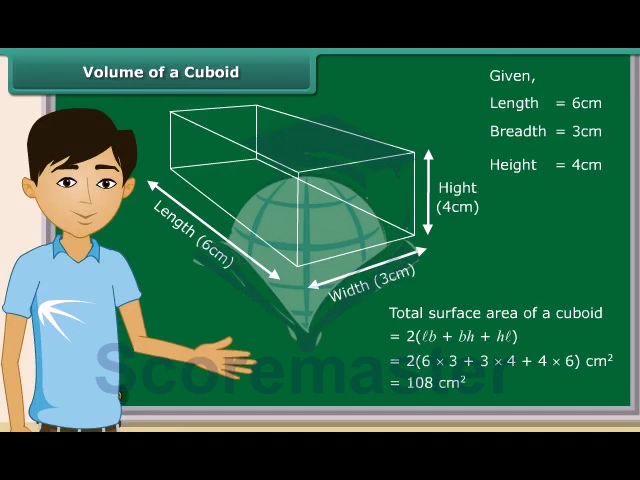 Volume of a Cuboid
Given,
Length = 6cm
Breadth = 3cm
Height = 4cm
Hight
(4cm)
Length (6cm)
Width (3cm)
Total surface area of a cuboid
= 2(ℓb + bh + hℓ)
= 2(6 × 3 + 3 × 4 + 4 × 6) cm²
= 108 cm²
Scoremaster